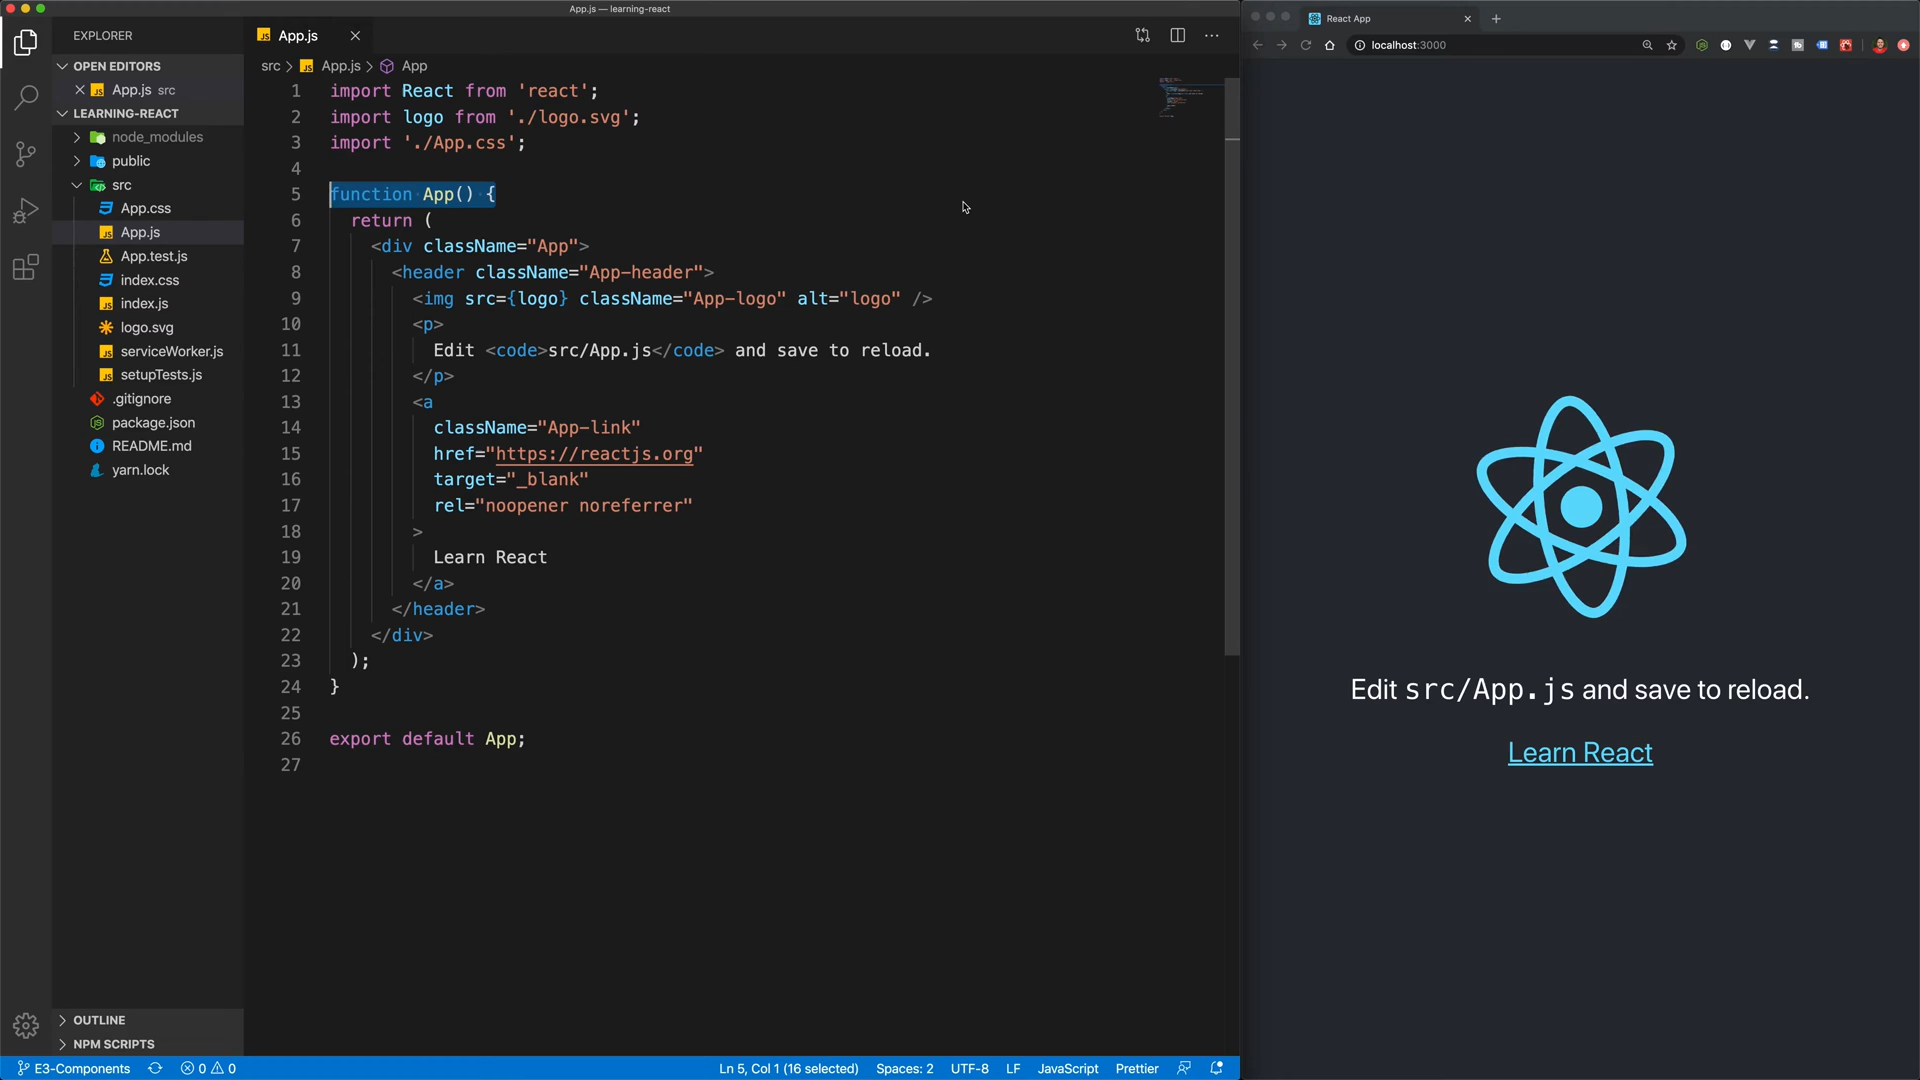 App.js — learning-react
EXPLORER
OPEN EDITORS
App.js src
LEARNING-REACT
node_modules
public
src
App.css
App.js
App.test.js
index.css
index.js
logo.svg
serviceWorker.js
setupTests.js
.gitignore
package.json
README.md
yarn.lock
OUTLINE
NPM SCRIPTS
App.js
src > App.js > App
1 import React from 'react';
2 import logo from './logo.svg';
3 import './App.css';
4
5 function App() {
6 return (
7 <div className="App">
8 <header className="App-header">
9 <img src={logo} className="App-logo" alt="logo" />
10 <p>
11 Edit <code>src/App.js</code> and save to reload.
12 </p>
13 <a
14 className="App-link"
15 href="https://reactjs.org"
16 target="_blank"
17 rel="noopener noreferrer"
18 >
19 Learn React
20 </a>
21 </header>
22 </div>
23 );
24 }
25
26 export default App;
27
E3-Components 0 0 Ln 5, Col 1 (16 selected) Spaces: 2 UTF-8 LF JavaScript Prettier
React App
localhost:3000
Edit src/App.js and save to reload.
Learn React